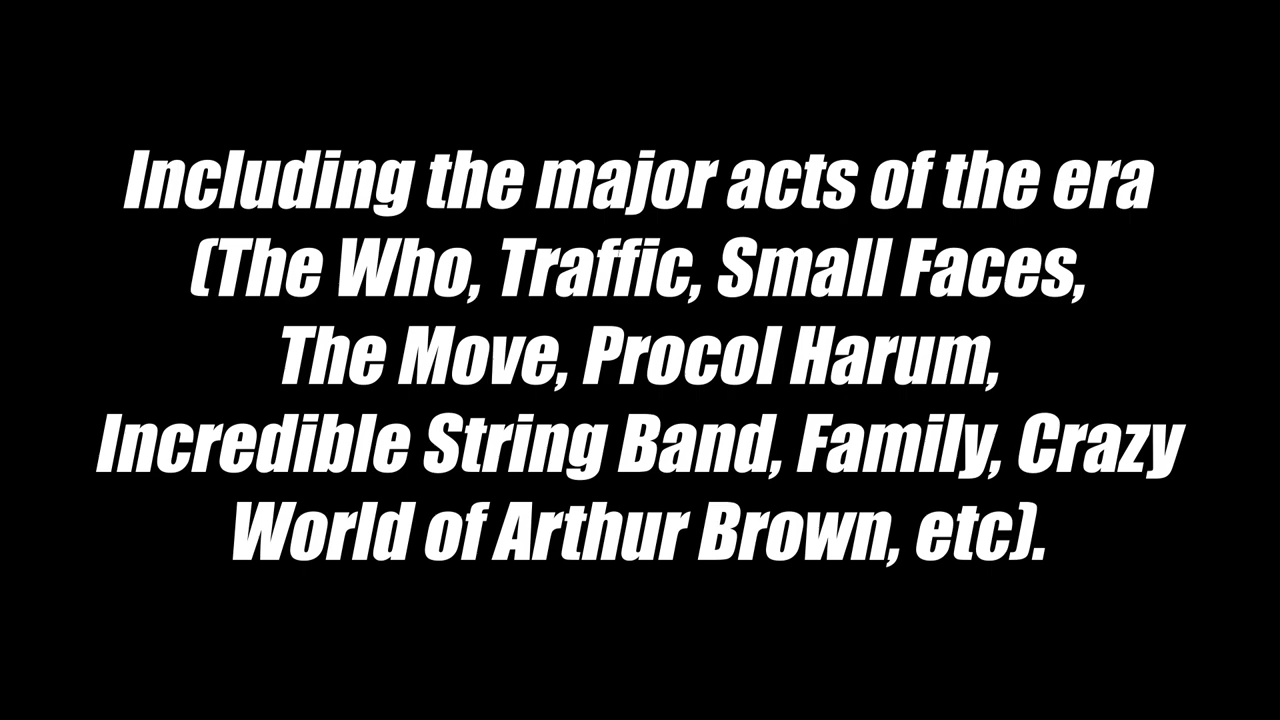 Including the major acts of the era
(The Who, Traffic, Small Faces,
The Move, Procol Harum,
Incredible String Band, Family, Crazy
World of Arthur Brown, etc).